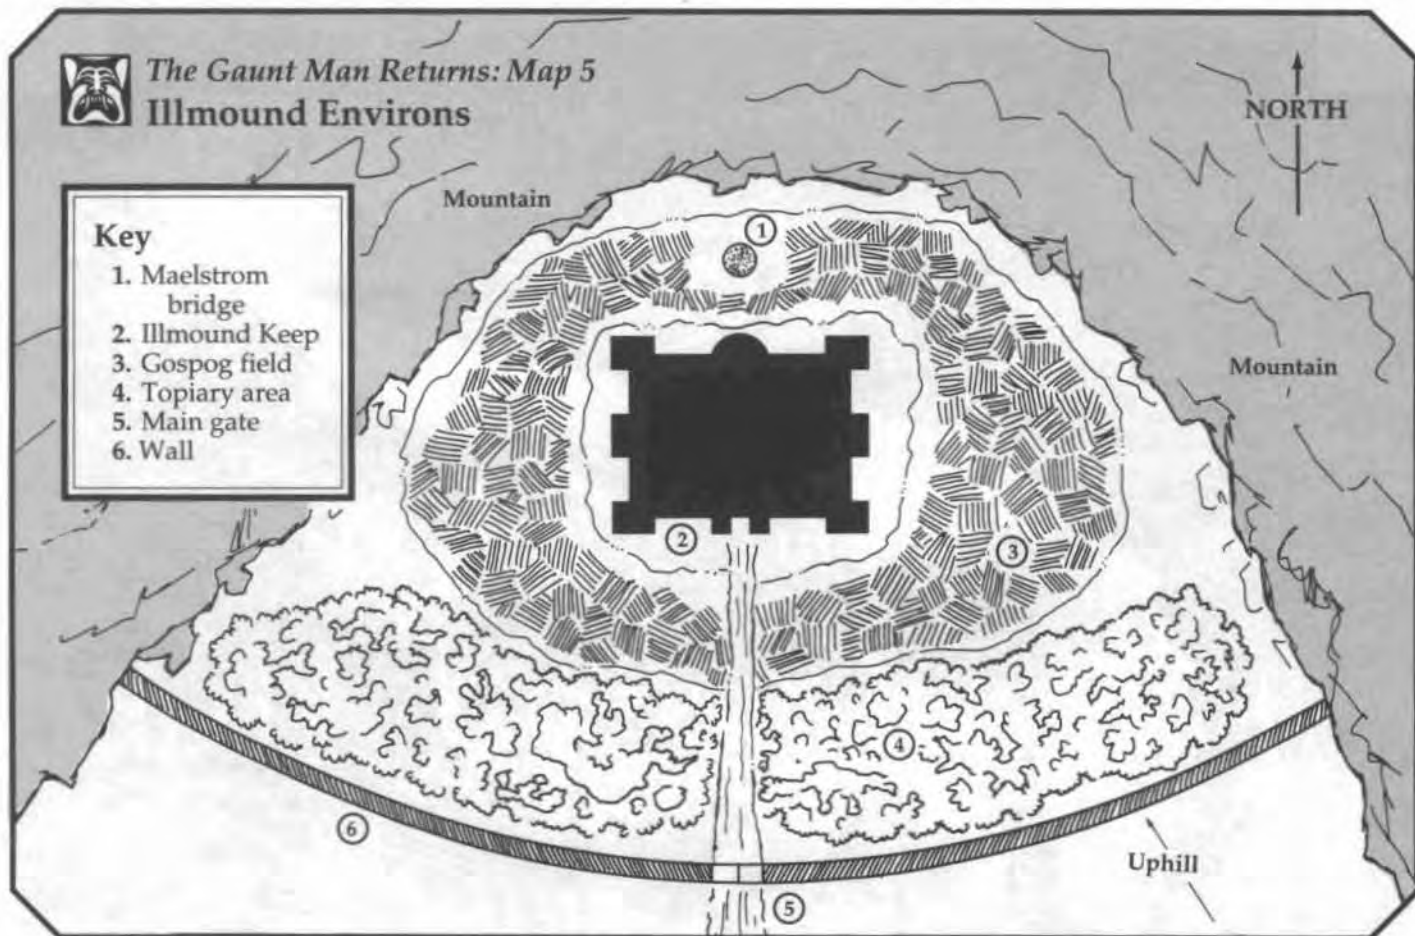 The Gaunt Man Returns: Map 5
Illmound Environs
NORTH
Mountain
Key
1. Maelstrom
bridge
2. Illmound Keep
3. Gospog field
4. Topiary area
5. Main gate
6. Wall
1
Mountain
2
3
4
6
Uphill
5